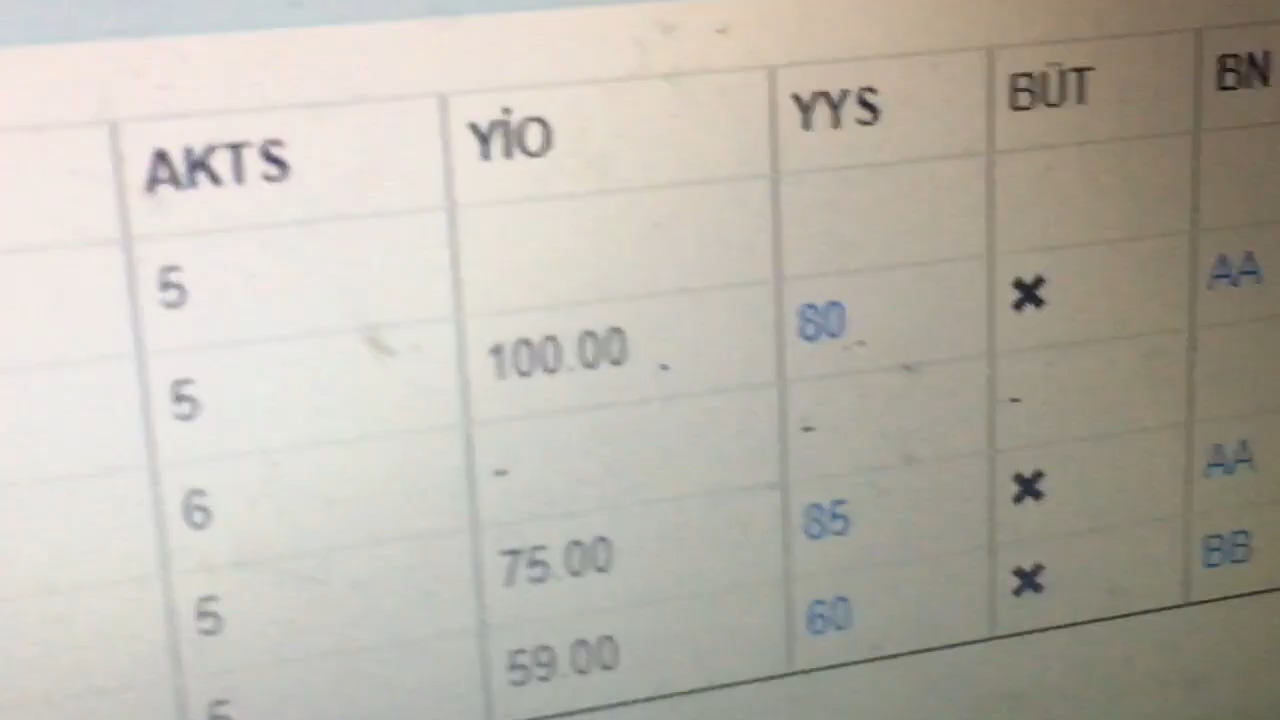 AKTS YİO YYS BÜT BN
5
5 100.00 80 ✖ AA
6 - - -
5 75.00 85 ✖ AA
5 59.00 60 ✖ BB